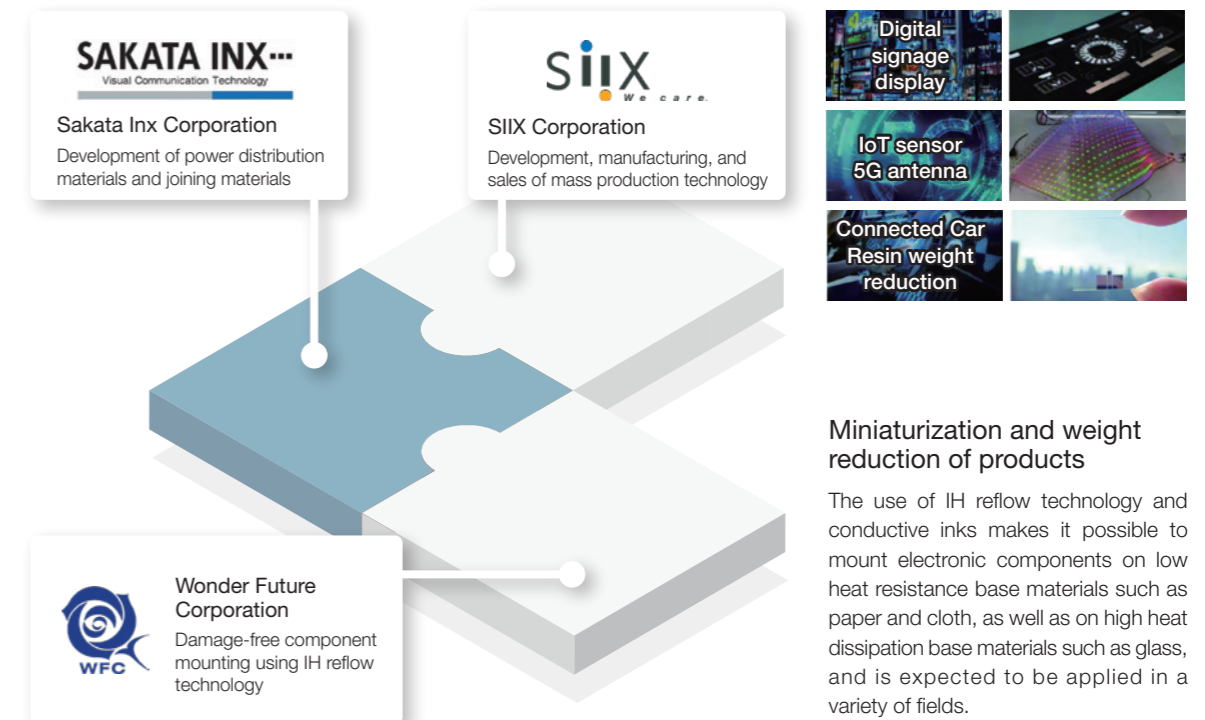 SAKATA INX
Visual Communication Technology
Sakata Inx Corporation
Development of power distribution
materials and joining materials
SiiX
We care.
SIIX Corporation
Development, manufacturing, and
sales of mass production technology
WFC
Wonder Future
Corporation
Damage-free component
mounting using IH reflow
technology
Digital
signage
display
IoT sensor
5G antenna
Connected Car
Resin weight
reduction
Miniaturization and weight
reduction of products
The use of IH reflow technology and
conductive inks makes it possible to
mount electronic components on low
heat resistance base materials such as
paper and cloth, as well as on high heat
dissipation base materials such as glass,
and is expected to be applied in a
variety of fields.